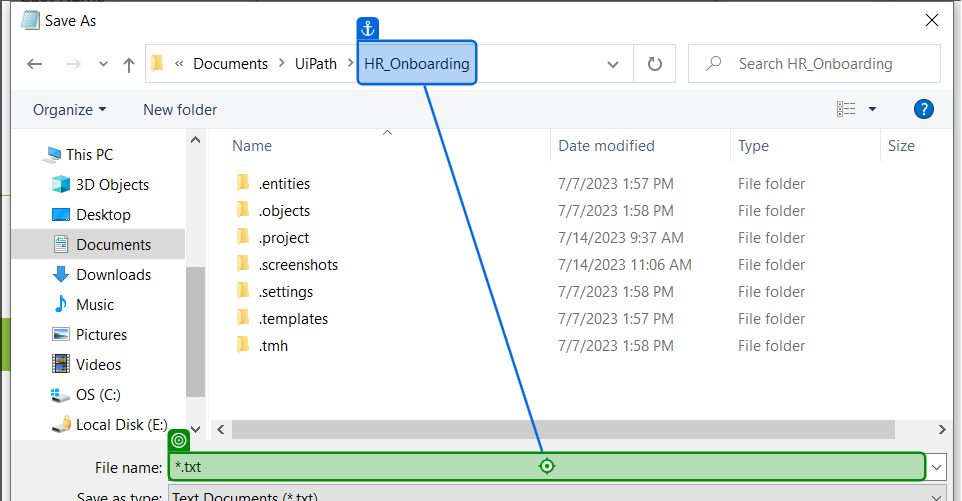 Save As
« Documents > UiPath > HR_Onboarding
Search HR_Onboarding
Organize
New folder
?
Name Date modified Type Size
This PC
3D Objects
Desktop
Documents
Downloads
Music
Pictures
Videos
OS (C:)
Local Disk (E:)
.entities 7/7/2023 1:57 PM File folder
.objects 7/7/2023 1:58 PM File folder
.project 7/14/2023 9:37 AM File folder
.screenshots 7/14/2023 11:06 AM File folder
.settings 7/7/2023 1:58 PM File folder
.templates 7/7/2023 1:57 PM File folder
.tmh 7/7/2023 1:58 PM File folder
File name: *.txt
Save as type: Text Documents (*.txt)